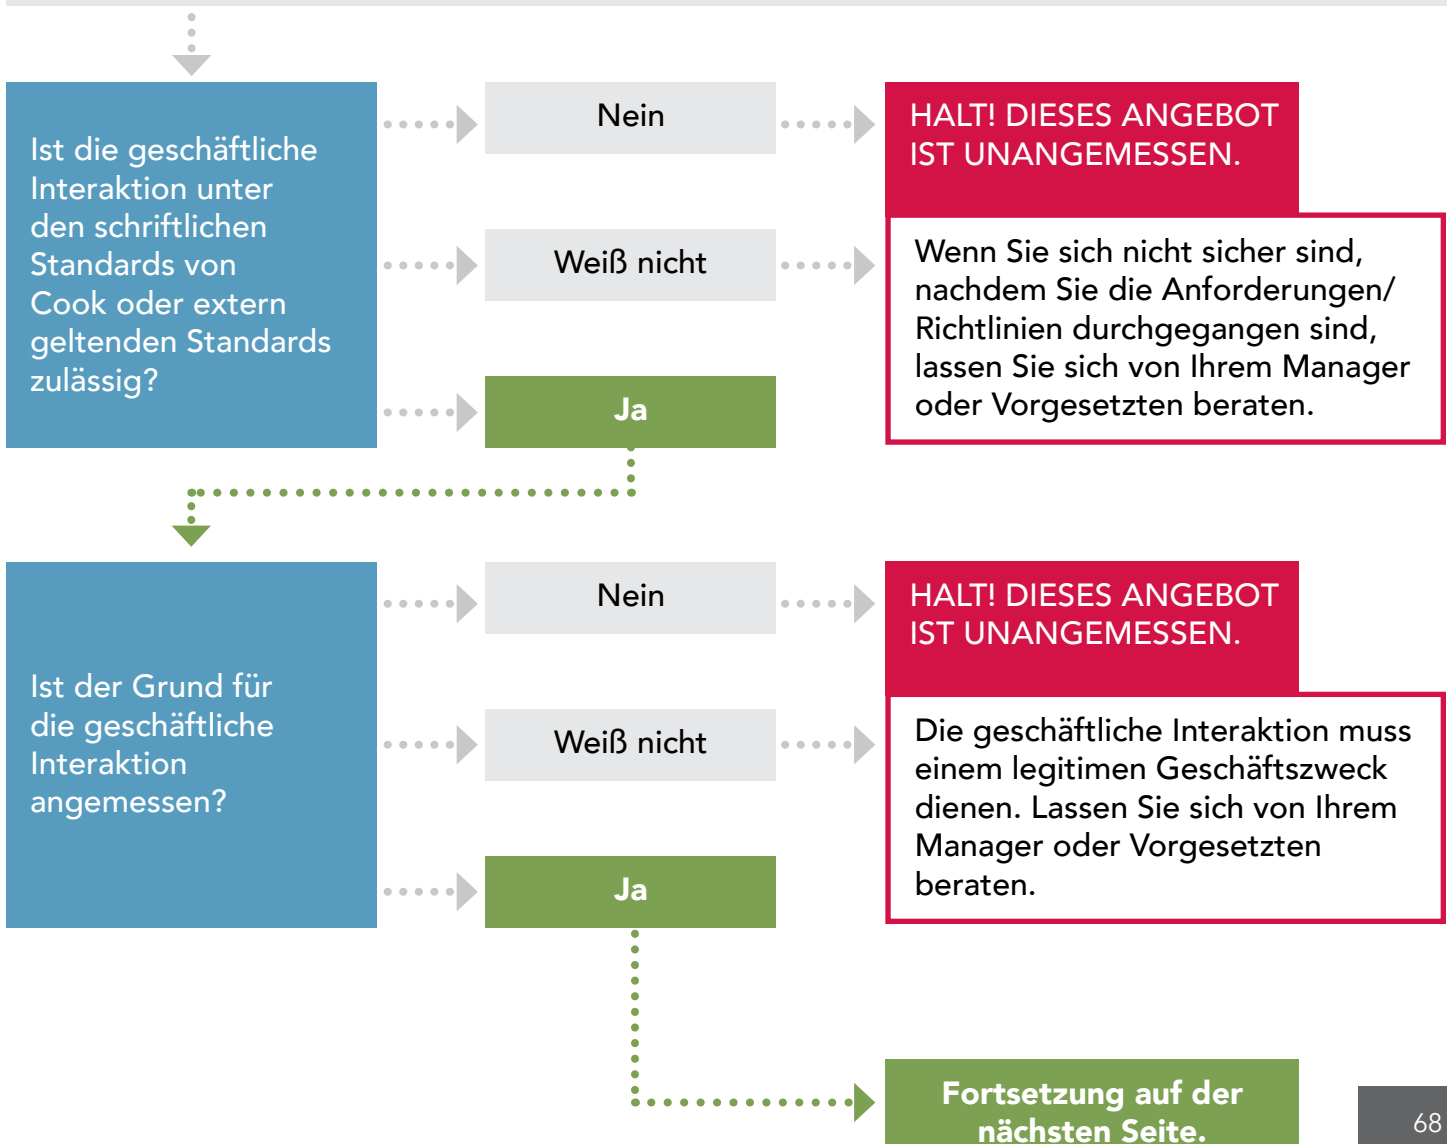 Ist die geschäftliche
Interaktion unter
den schriftlichen
Standards von
Cook oder extern
geltenden Standards
zulässig?
Nein
HALT! DIESES ANGEBOT
IST UNANGEMESSEN.
Weiß nicht
Wenn Sie sich nicht sicher sind,
nachdem Sie die Anforderungen/
Richtlinien durchgegangen sind,
lassen Sie sich von Ihrem Manager
oder Vorgesetzten beraten.
Ja
Ist der Grund für
die geschäftliche
Interaktion
angemessen?
Nein
HALT! DIESES ANGEBOT
IST UNANGEMESSEN.
Weiß nicht
Die geschäftliche Interaktion muss
einem legitimen Geschäftszweck
dienen. Lassen Sie sich von Ihrem
Manager oder Vorgesetzten
beraten.
Ja
Fortsetzung auf der
nächsten Seite.
68